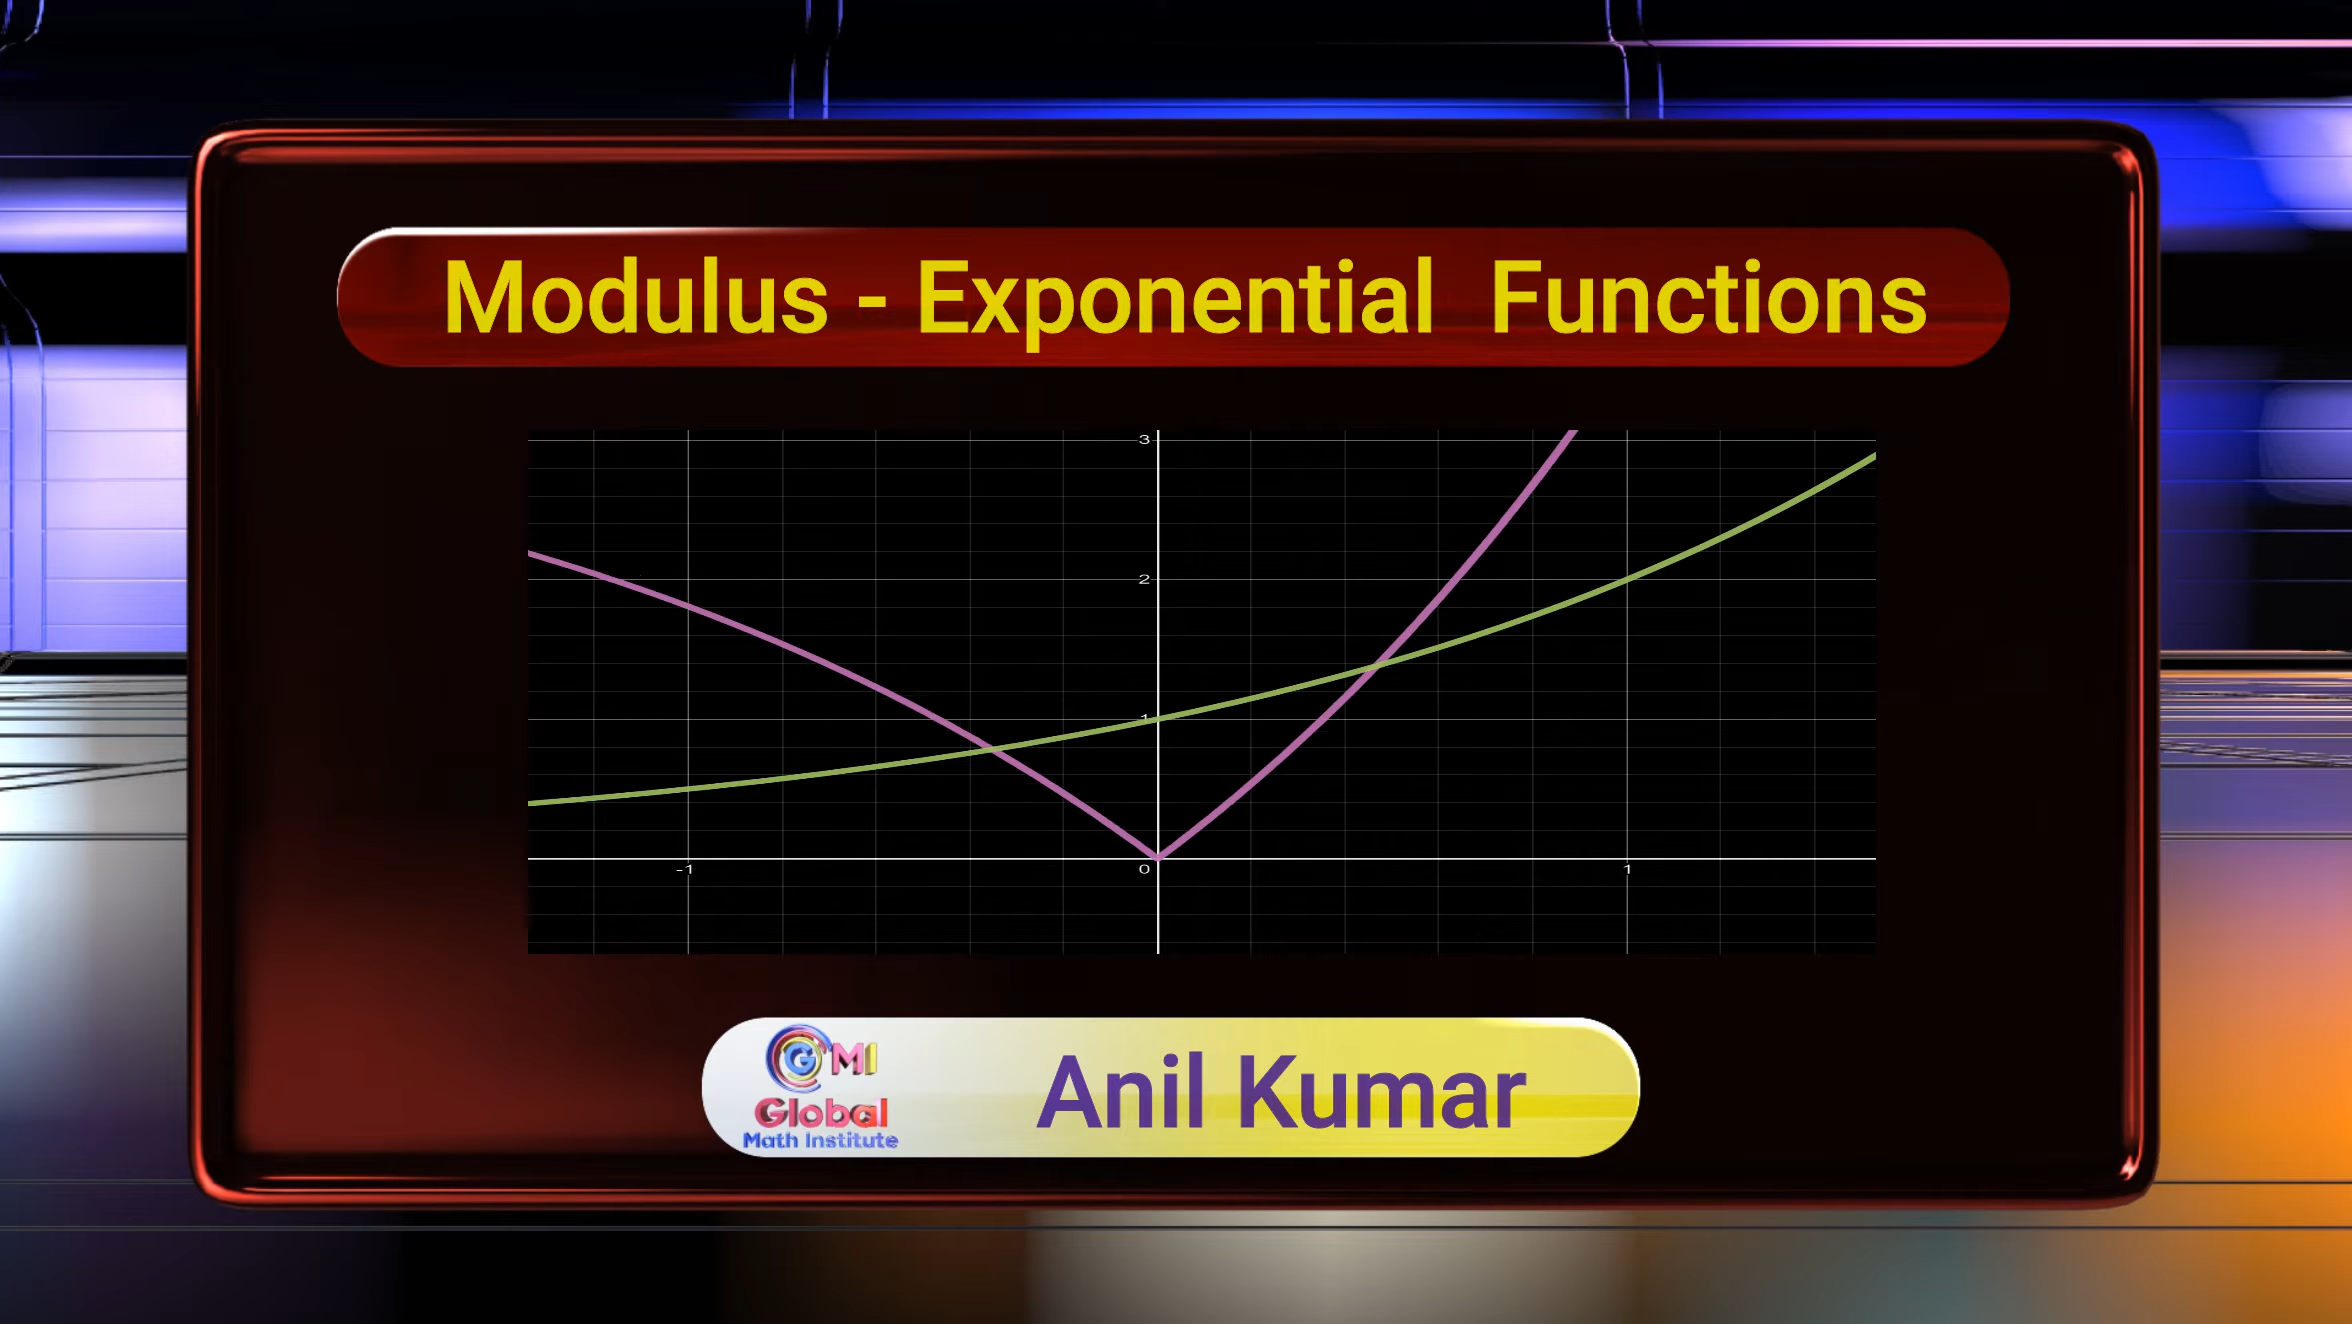 Modulus - Exponential Functions
3
2
1
-1
0
1
GMI
Global
Math Institute
Anil Kumar